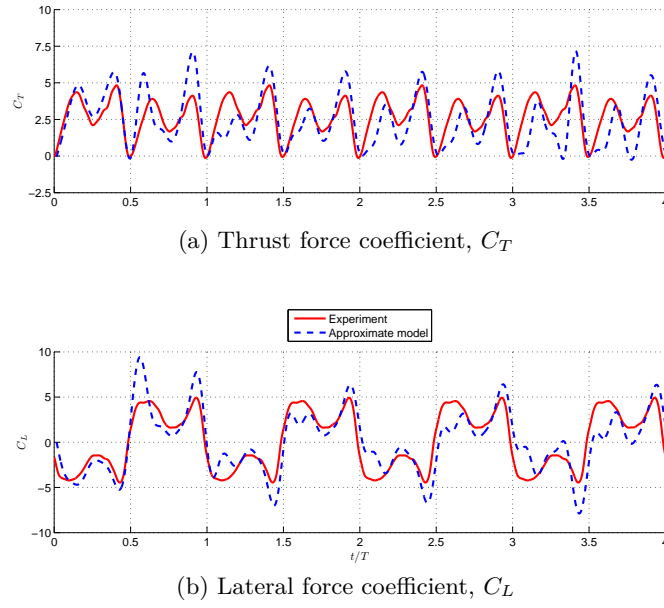 10
7.5
5
2.5
0
−2.5
C_T
0 0.5 1 1.5 2 2.5 3 3.5 4
(a) Thrust force coefficient, C_T
Experiment
Approximate model
10
5
0
−5
−10
C_L
0 0.5 1 1.5 2 2.5 3 3.5 4
t/T
(b) Lateral force coefficient, C_L